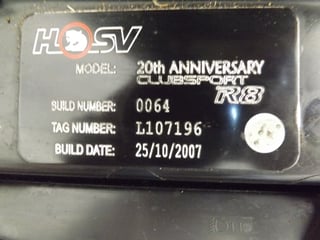 HSV
MODEL: 20th ANNIVERSARY
CLUBSPORT
R8
BUILD NUMBER: 0064
TAG NUMBER: L107196
BUILD DATE: 25/10/2007